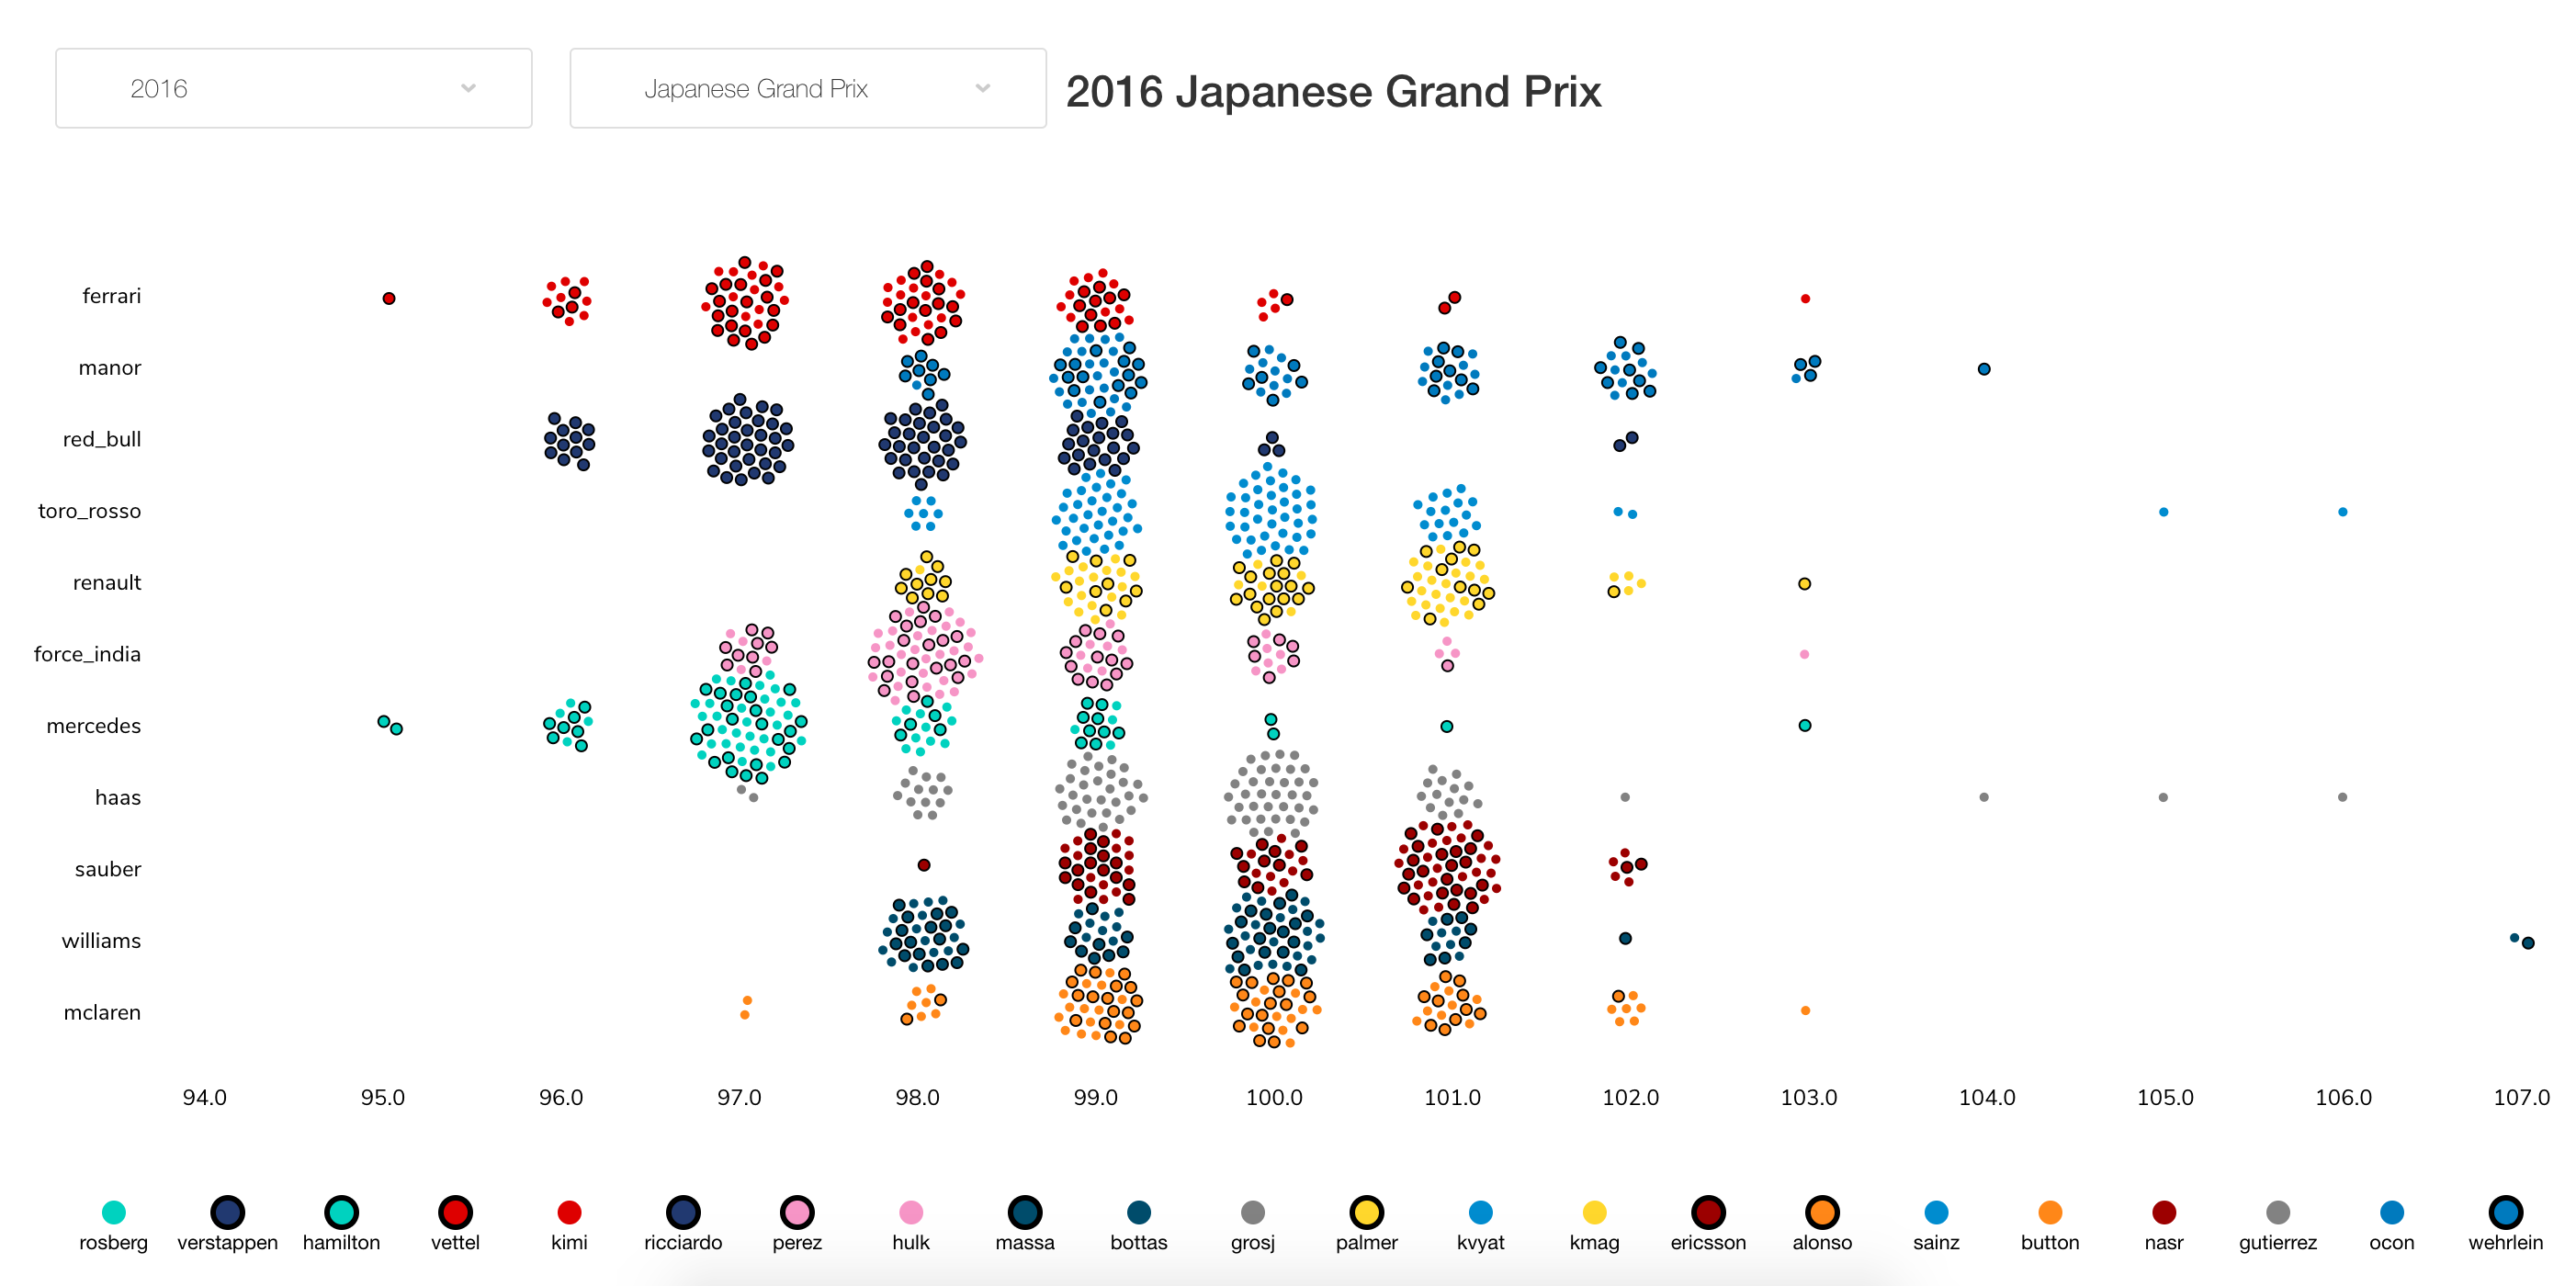 2016
Japanese Grand Prix
2016 Japanese Grand Prix
ferrari
manor
red_bull
toro_rosso
renault
force_india
mercedes
haas
sauber
williams
mclaren
94.0 95.0 96.0 97.0 98.0 99.0 100.0 101.0 102.0 103.0 104.0 105.0 106.0 107.0
rosberg verstappen hamilton vettel kimi ricciardo perez hulk massa bottas grosj palmer kvyat kmag ericsson alonso sainz button nasr gutierrez ocon wehrlein